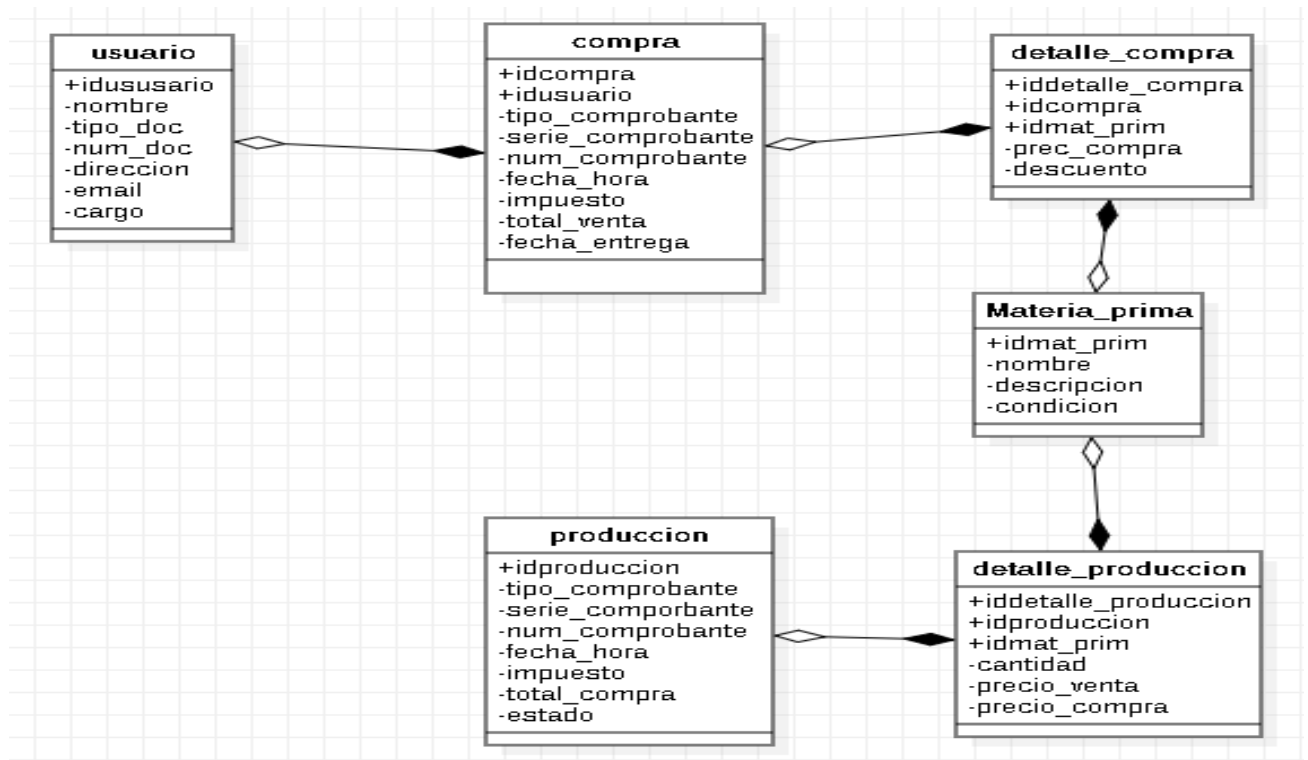 usuario
+idususario
-nombre
-tipo_doc
-num_doc
-direccion
-email
-cargo
compra
+idcompra
+idusuario
-tipo_comprobante
-serie_comprobante
-num_comprobante
-fecha_hora
-impuesto
-total_venta
-fecha_entrega
detalle_compra
+iddetalle_compra
+idcompra
+idmat_prim
-prec_compra
-descuento
Materia_prima
+idmat_prim
-nombre
-descripcion
-condicion
produccion
+idproduccion
-tipo_comprobante
-serie_comporbante
-num_comprobante
-fecha_hora
-impuesto
-total_compra
-estado
detalle_produccion
+iddetalle_produccion
+idproduccion
+idmat_prim
-cantidad
-precio_venta
-precio_compra